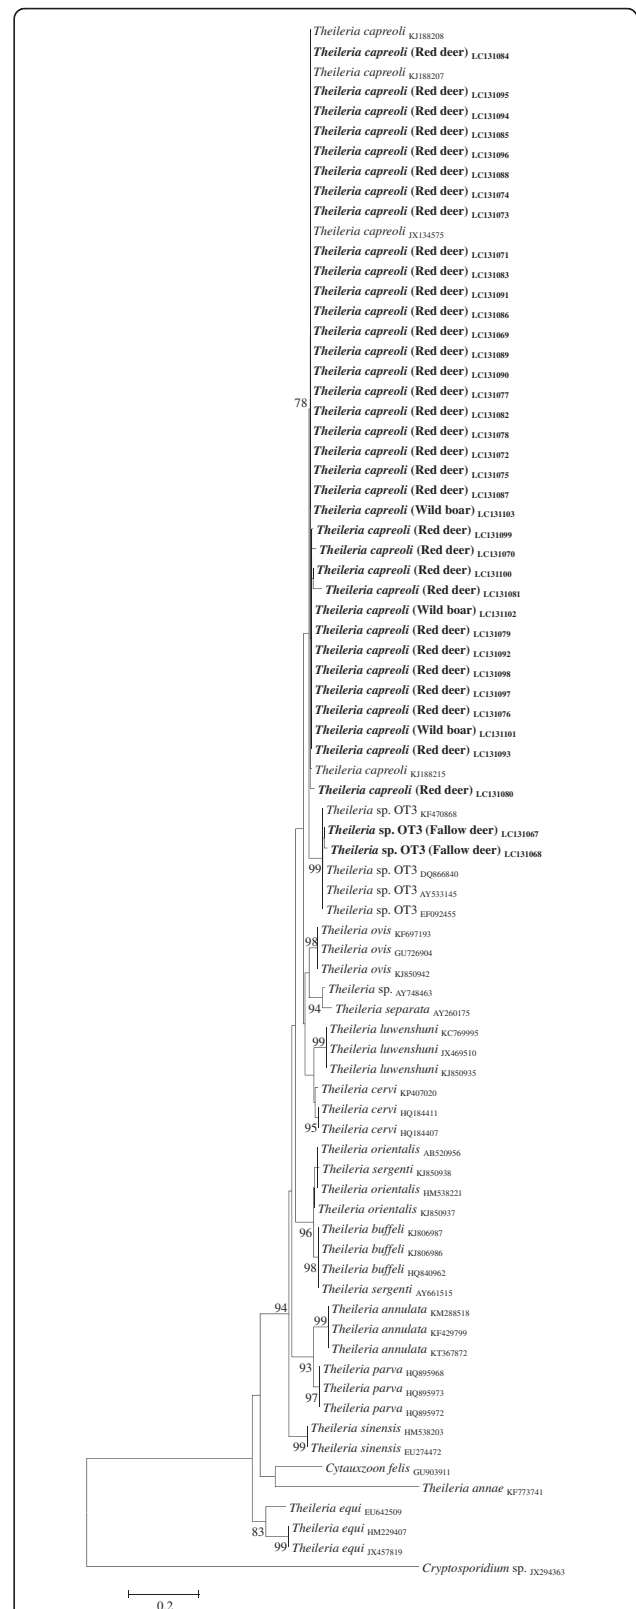 Theileria capreoli KJ188208
Theileria capreoli (Red deer) LC131084
Theileria capreoli KJ188207
Theileria capreoli (Red deer) LC131095
Theileria capreoli (Red deer) LC131094
Theileria capreoli (Red deer) LC131085
Theileria capreoli (Red deer) LC131096
Theileria capreoli (Red deer) LC131088
Theileria capreoli (Red deer) LC131074
Theileria capreoli (Red deer) LC131073
Theileria capreoli JX134575
Theileria capreoli (Red deer) LC131071
Theileria capreoli (Red deer) LC131083
Theileria capreoli (Red deer) LC131091
Theileria capreoli (Red deer) LC131086
Theileria capreoli (Red deer) LC131069
Theileria capreoli (Red deer) LC131089
Theileria capreoli (Red deer) LC131090
Theileria capreoli (Red deer) LC131077
78
Theileria capreoli (Red deer) LC131082
Theileria capreoli (Red deer) LC131078
Theileria capreoli (Red deer) LC131072
Theileria capreoli (Red deer) LC131075
Theileria capreoli (Red deer) LC131087
Theileria capreoli (Wild boar) LC131103
Theileria capreoli (Red deer) LC131099
Theileria capreoli (Red deer) LC131070
Theileria capreoli (Red deer) LC131100
Theileria capreoli (Red deer) LC131081
Theileria capreoli (Wild boar) LC131102
Theileria capreoli (Red deer) LC131079
Theileria capreoli (Red deer) LC131092
Theileria capreoli (Red deer) LC131098
Theileria capreoli (Red deer) LC131097
Theileria capreoli (Red deer) LC131076
Theileria capreoli (Wild boar) LC131101
Theileria capreoli (Red deer) LC131093
Theileria capreoli KJ188215
Theileria capreoli (Red deer) LC131080
Theileria sp. OT3 KF470868
Theileria sp. OT3 (Fallow deer) LC131067
Theileria sp. OT3 (Fallow deer) LC131068
99
Theileria sp. OT3 DQ866840
Theileria sp. OT3 AY533145
Theileria sp. OT3 EF092455
Theileria ovis KF697193
98
Theileria ovis GU726904
Theileria ovis KJ850942
Theileria sp. AY748463
94
Theileria separata AY260175
Theileria luwenshuni KC769995
99
Theileria luwenshuni JX469510
Theileria luwenshuni KJ850935
Theileria cervi KP407020
Theileria cervi HQ184411
95
Theileria cervi HQ184407
Theileria orientalis AB520956
Theileria sergenti KJ850938
Theileria orientalis HM538221
Theileria orientalis KJ850937
96
Theileria buffeli KJ806987
Theileria buffeli KJ806986
98
Theileria buffeli HQ840962
Theileria sergenti AY661515
94
Theileria annulata KM288518
99
Theileria annulata KF429799
Theileria annulata KT367872
93
Theileria parva HQ895968
Theileria parva HQ895973
97
Theileria parva HQ895972
Theileria sinensis HM538203
99
Theileria sinensis EU274472
Cytauxzoon felis GU903911
Theileria annae KF773741
Theileria equi EU642509
83
Theileria equi HM229407
99
Theileria equi JX457819
Cryptosporidium sp. JX294363
0.2